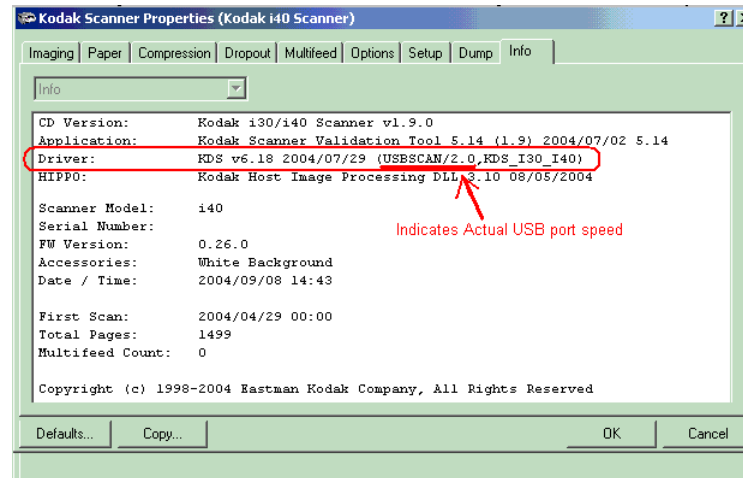 Kodak Scanner Properties (Kodak i40 Scanner)
Imaging Paper Compression Dropout Multifeed Options Setup Dump Info
Info
CD Version: Kodak i30/i40 Scanner v1.9.0
Application: Kodak Scanner Validation Tool 5.14 (1.9) 2004/07/02 5.14
Driver: KDS v6.18 2004/07/29 (USBSCAN/2.0,KDS_I30_I40)
HIPPO: Kodak Host Image Processing DLL 3.10 08/05/2004
Scanner Model: i40
Serial Number:
Indicates Actual USB port speed
FW Version: 0.26.0
Accessories: White Background
Date / Time: 2004/09/08 14:43
First Scan: 2004/04/29 00:00
Total Pages: 1499
Multifeed Count: 0
Copyright (c) 1998-2004 Eastman Kodak Company, All Rights Reserved
Defaults... Copy... OK Cancel